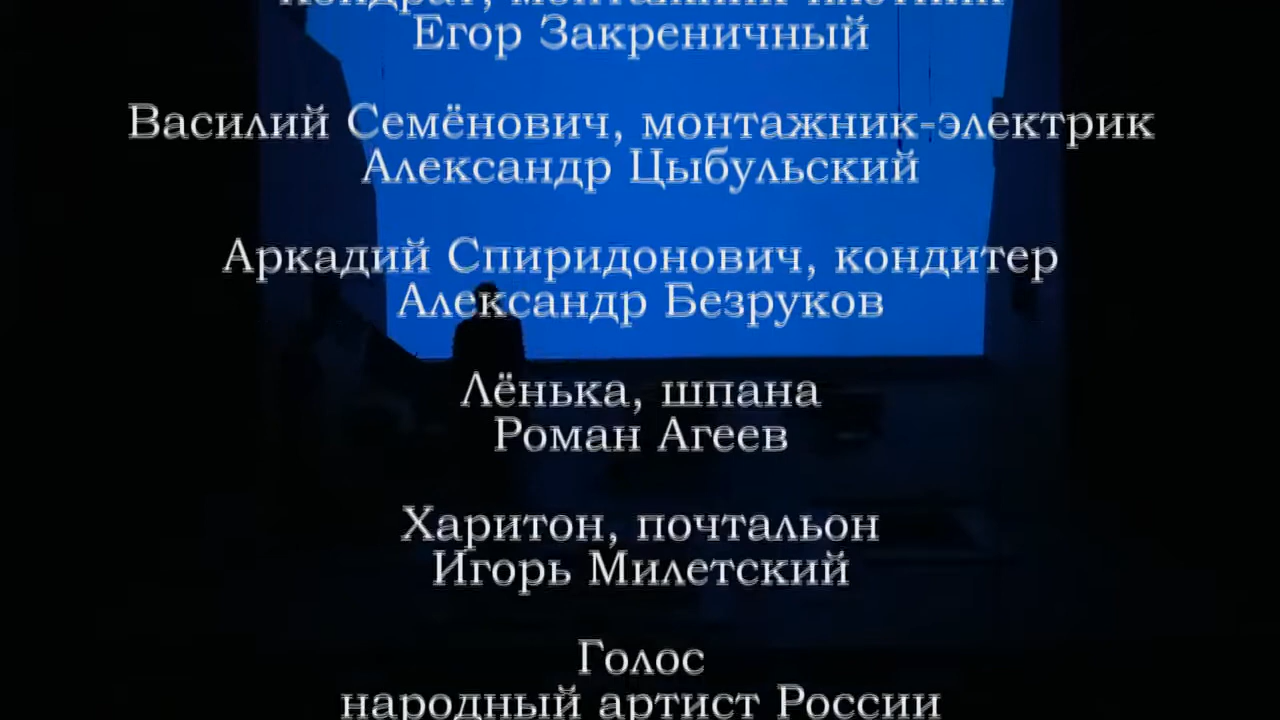 Егор Закреничный
Василий Семёнович, монтажник-электрик
Александр Цыбульский
Аркадий Спиридонович, кондитер
Александр Безруков
Лёнька, шпана
Роман Агеев
Харитон, почтальон
Игорь Милетский
Голос
народный артист России